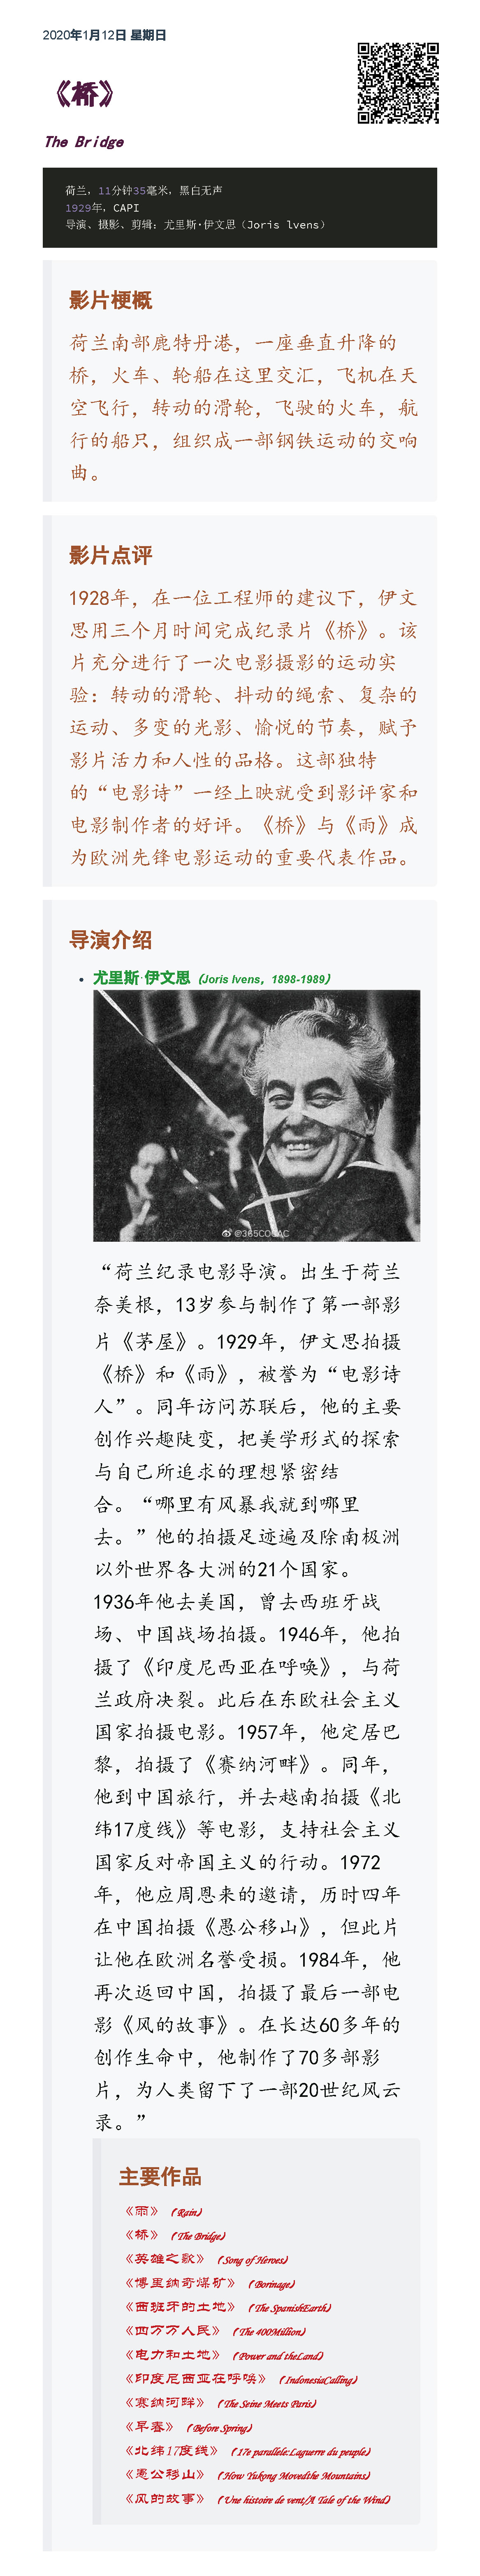 2020年1月12日 星期日
《桥》
The Bridge
荷兰，11分钟35毫米，黑白无声
1929年，CAPI
导演、摄影、剪辑：尤里斯·伊文思（Joris lvens）
影片梗概
荷兰南部鹿特丹港，一座垂直升降的
桥，火车、轮船在这里交汇，飞机在天
空飞行，转动的滑轮，飞驶的火车，航
行的船只，组织成一部钢铁运动的交响
曲。
影片点评
1928年，在一位工程师的建议下，伊文
思用三个月时间完成纪录片《桥》。该
片充分进行了一次电影摄影的运动实
验：转动的滑轮、抖动的绳索、复杂的
运动、多变的光影、愉悦的节奏，赋予
影片活力和人性的品格。这部独特
的“电影诗”一经上映就受到影评家和
电影制作者的好评。《桥》与《雨》成
为欧洲先锋电影运动的重要代表作品。
导演介绍
尤里斯·伊文思（Joris Ivens，1898-1989）
@365COCAC
“荷兰纪录电影导演。出生于荷兰
奈美根，13岁参与制作了第一部影
片《茅屋》。1929年，伊文思拍摄
《桥》和《雨》，被誉为“电影诗
人”。同年访问苏联后，他的主要
创作兴趣陡变，把美学形式的探索
与自己所追求的理想紧密结
合。“哪里有风暴我就到哪里
去。”他的拍摄足迹遍及除南极洲
以外世界各大洲的21个国家。
1936年他去美国，曾去西班牙战
场、中国战场拍摄。1946年，他拍
摄了《印度尼西亚在呼唤》，与荷
兰政府决裂。此后在东欧社会主义
国家拍摄电影。1957年，他定居巴
黎，拍摄了《赛纳河畔》。同年，
他到中国旅行，并去越南拍摄《北
纬17度线》等电影，支持社会主义
国家反对帝国主义的行动。1972
年，他应周恩来的邀请，历时四年
在中国拍摄《愚公移山》，但此片
让他在欧洲名誉受损。1984年，他
再次返回中国，拍摄了最后一部电
影《风的故事》。在长达60多年的
创作生命中，他制作了70多部影
片，为人类留下了一部20世纪风云
录。”
主要作品
《雨》（Rain）
《桥》（The Bridge）
《英雄之歌》（Song of Heroes）
《博里纳奇煤矿》（Borinage）
《西班牙的土地》（The SpanishEarth）
《四万万人民》（The 400Million）
《电力和土地》（Power and theLand）
《印度尼西亚在呼唤》（IndonesiaCalling）
《赛纳河畔》（The Seine Meets Paris）
《早春》（Before Spring）
《北纬17度线》（17e parallèle:Laguerre du peuple）
《愚公移山》（How Yukong Movedthe Mountains）
《风的故事》（Une histoire de vent/A Tale of the Wind）